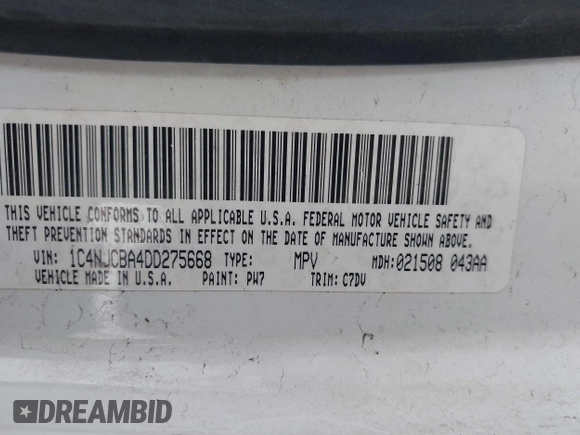 THIS VEHICLE CONFORMS TO ALL APPLICABLE U.S.A. FEDERAL MOTOR VEHICLE SAFETY AND
THEFT PREVENTION STANDARDS IN EFFECT ON THE DATE OF MANUFACTURE SHOWN ABOVE.
VIN: 1C4NJCBA4DD275668 TYPE: MPV MDH:021508 043AA
VEHICLE MADE IN U.S.A. PAINT: PW7 TRIM: C7DV
DREAMBID